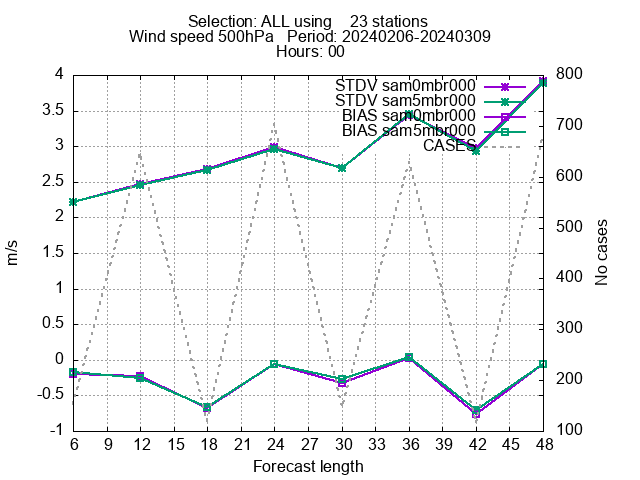 Selection: ALL using 23 stations
Wind speed 500hPa Period: 20240206-20240309
Hours: 00
STDV sam0mbr000
STDV sam5mbr000
BIAS sam0mbr000
BIAS sam5mbr000
CASES
4
3.5
3
2.5
2
1.5
1
0.5
0
-0.5
-1
m/s
800
700
600
500
400
300
200
100
No cases
6 9 12 15 18 21 24 27 30 33 36 39 42 45 48
Forecast length